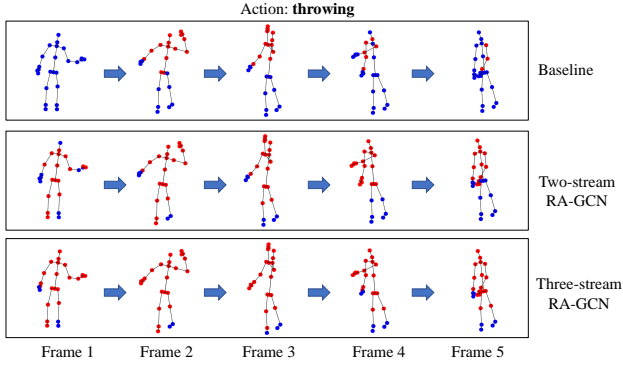 Action: throwing
Baseline
Two-stream
RA-GCN
Three-stream
RA-GCN
Frame 1
Frame 2
Frame 3
Frame 4
Frame 5